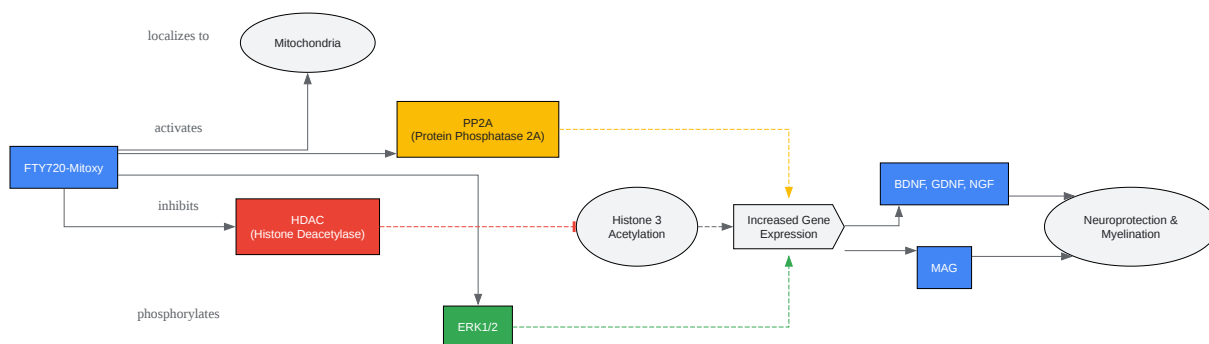 localizes to
Mitochondria
activates
PP2A
(Protein Phosphatase 2A)
FTY720-Mitoxy
inhibits
HDAC
(Histone Deacetylase)
Histone 3
Acetylation
Increased Gene
Expression
BDNF, GDNF, NGF
MAG
Neuroprotection &
Myelination
phosphorylates
ERK1/2